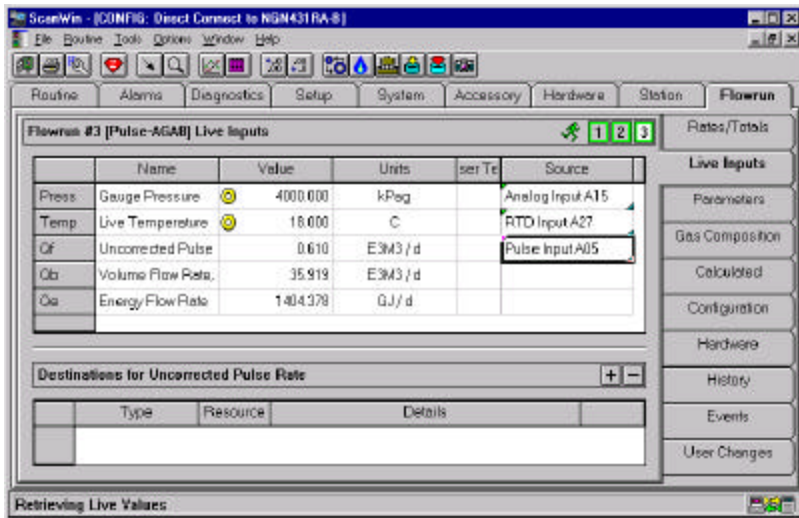 ScanWin - [CONFIG: Direct Connect to NGN431RA-8]
File Routine Tools Options Window Help
Routine Alarms Diagnostics Setup System Accessory Hardware Station Flowrun
Flowrun #3 [Pulse-AGA8] Live Inputs 1 2 3
Name Value Units ser Te Source
Press Gauge Pressure 4000.000 kPag Analog Input A15
Temp Live Temperature 18.000 C RTD Input A27
Qf Uncorrected Pulse 0.610 E3M3 / d Pulse Input A05
Qb Volume Flow Rate, 35.919 E3M3 / d
Qe Energy Flow Rate 1404.378 GJ / d
Destinations for Uncorrected Pulse Rate + -
Type Resource Details
Rates/Totals
Live Inputs
Parameters
Gas Composition
Calculated
Configuration
Hardware
History
Events
User Changes
Retrieving Live Values